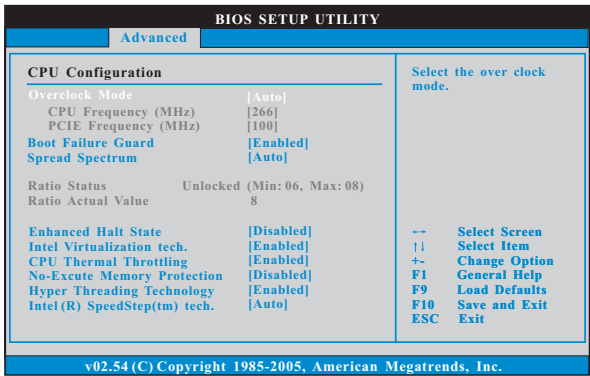 BIOS SETUP UTILITY
Advanced
CPU Configuration
Overclock Mode [Auto]
CPU Frequency (MHz) [266]
PCIE Frequency (MHz) [100]
Boot Failure Guard [Enabled]
Spread Spectrum [Auto]
Ratio Status Unlocked (Min: 06, Max: 08)
Ratio Actual Value 8
Enhanced Halt State [Disabled]
Intel Virtualization tech. [Enabled]
CPU Thermal Throttling [Enabled]
No-Excute Memory Protection [Disabled]
Hyper Threading Technology [Enabled]
Intel (R) SpeedStep(tm) tech. [Auto]
Select the over clock
mode.
←→ Select Screen
↑↓ Select Item
+- Change Option
F1 General Help
F9 Load Defaults
F10 Save and Exit
ESC Exit
v02.54 (C) Copyright 1985-2005, American Megatrends, Inc.